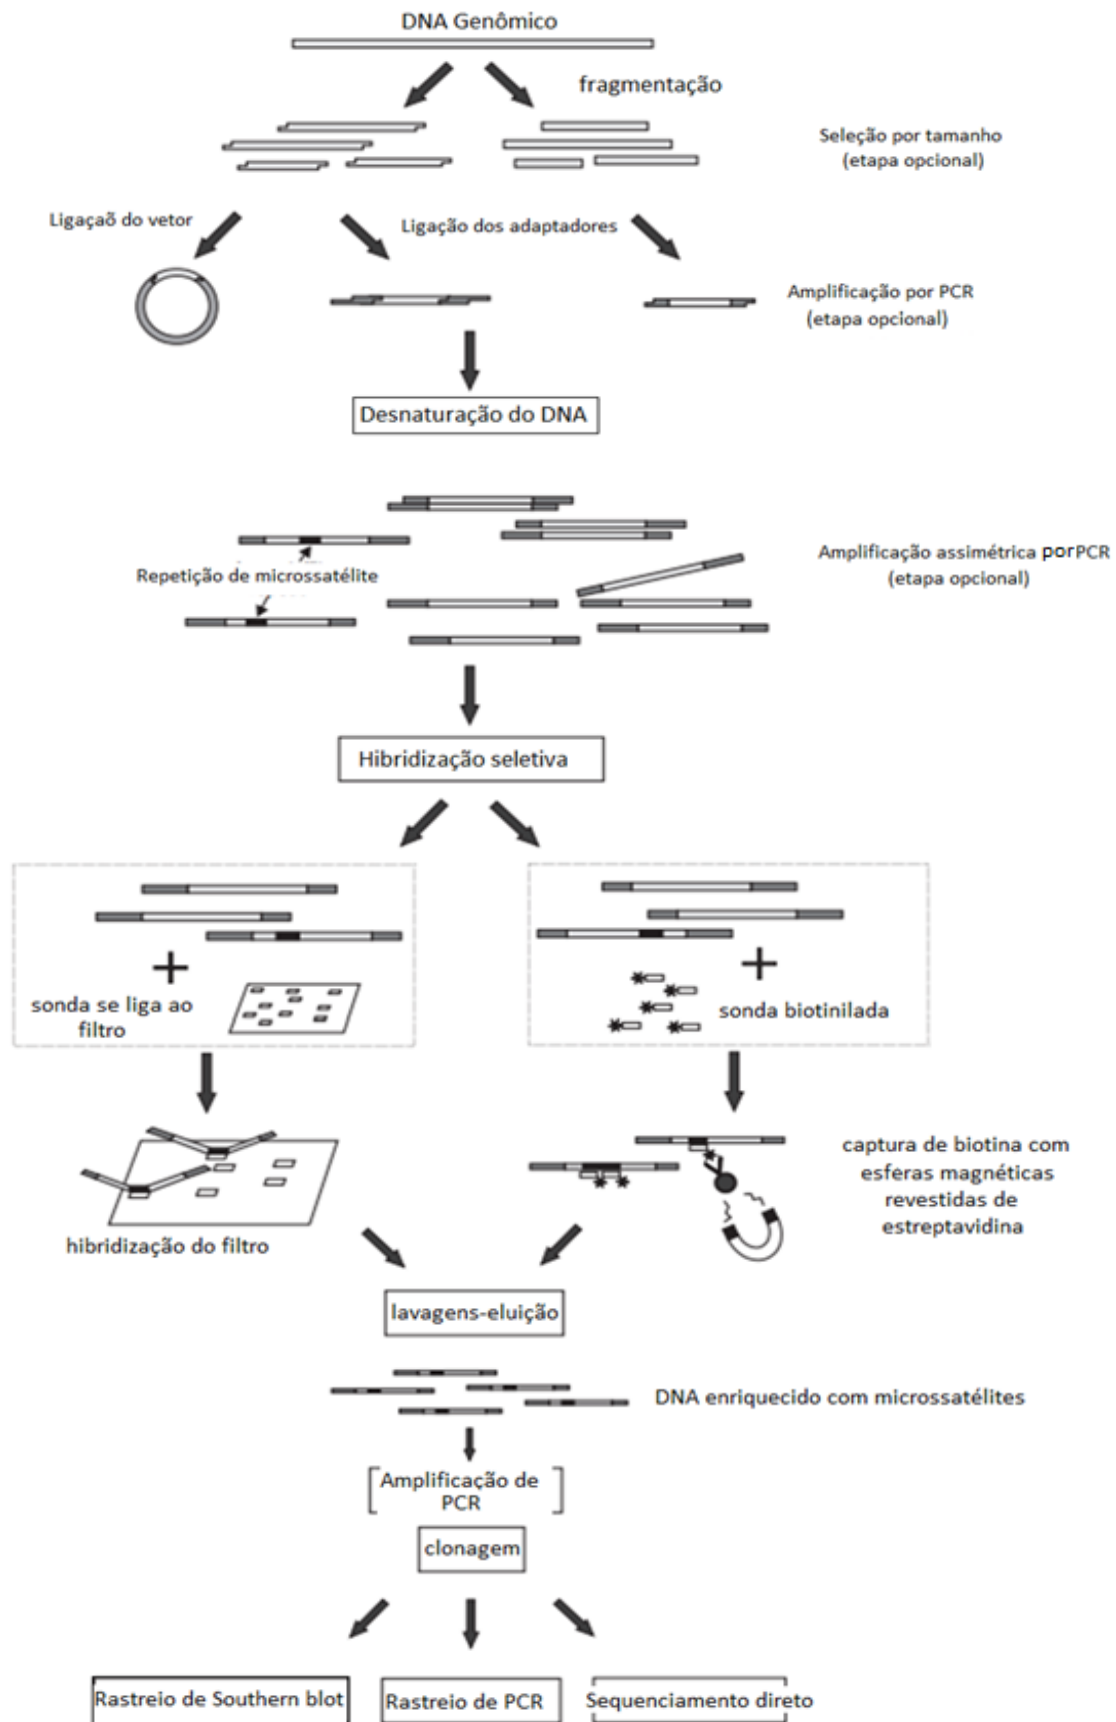 DNA Genômico
fragmentação
Seleção por tamanho
(etapa opcional)
Ligaçaõ do vetor
Ligação dos adaptadores
Amplificação por PCR
(etapa opcional)
Desnaturação do DNA
Amplificação assimétrica por PCR
(etapa opcional)
Repetição de microssatélite
Hibridização seletiva
sonda se liga ao
filtro
sonda biotinilada
captura de biotina com
esferas magnéticas
revestidas de
estreptavidina
hibridização do filtro
lavagens-eluição
DNA enriquecido com microssatélites
Amplificação de
PCR
clonagem
Rastreio de Southern blot
Rastreio de PCR
Sequenciamento direto